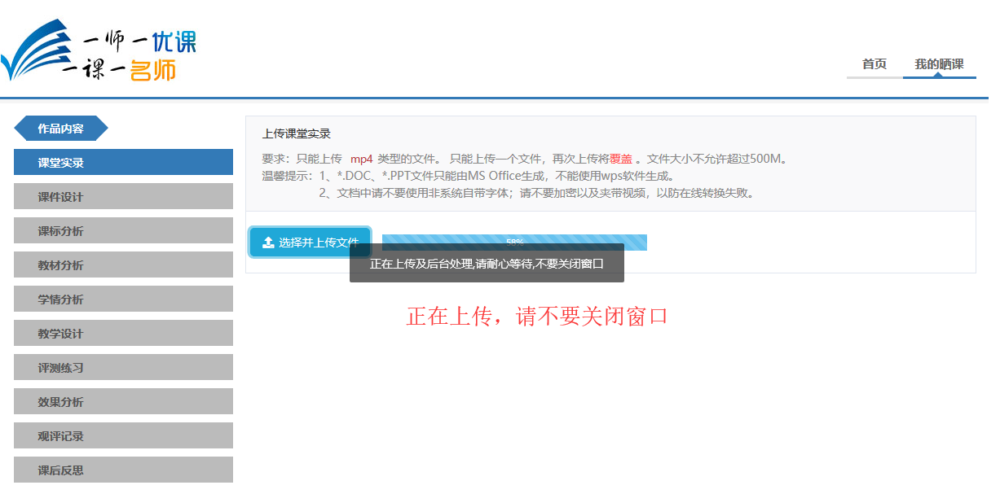 一师一优课
一课一名师
首页 我的晒课
作品内容
课堂实录
课件设计
课标分析
教材分析
学情分析
教学设计
评测练习
效果分析
观评记录
课后反思
上传课堂实录
要求：只能上传 mp4 类型的文件。 只能上传一个文件，再次上传将覆盖 。文件大小不允许超过500M。
温馨提示：1、*.DOC、*.PPT文件只能由MS Office生成，不能使用wps软件生成。
2、文档中请不要使用非系统自带字体；请不要加密以及夹带视频，以防在线转换失败。
选择并上传文件 58%
正在上传及后台处理,请耐心等待,不要关闭窗口
正在上传，请不要关闭窗口